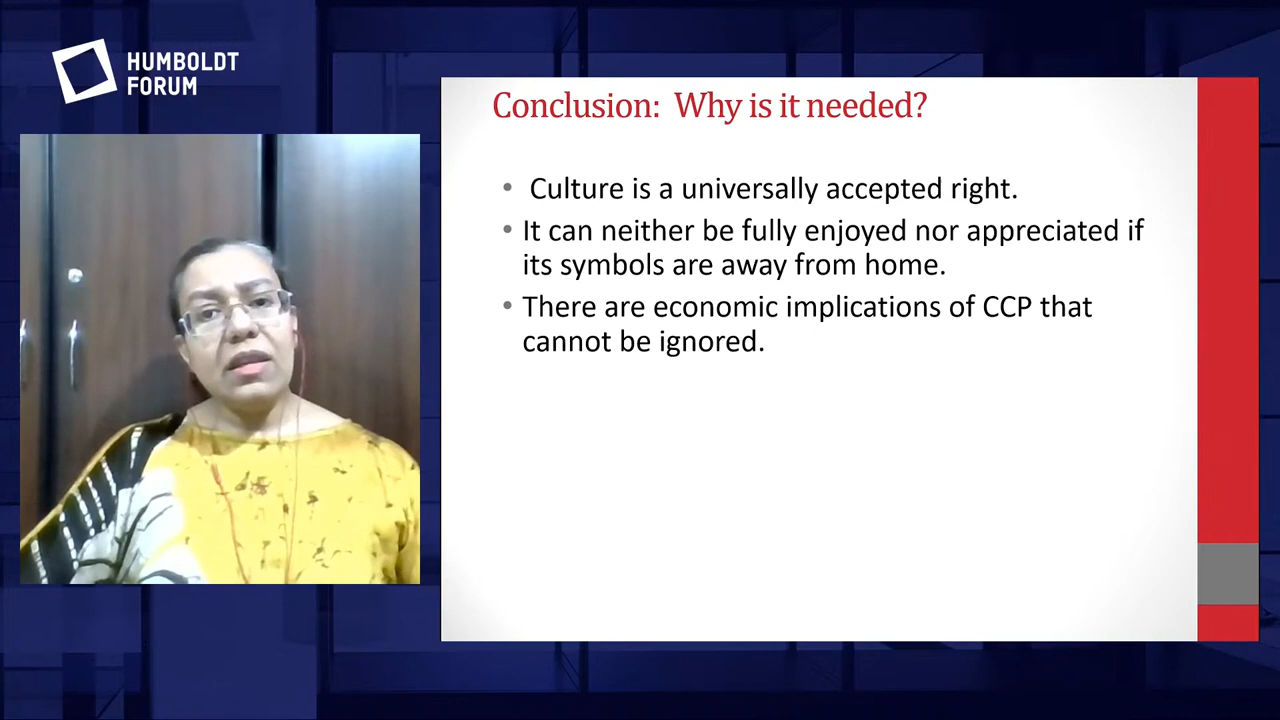 HUMBOLDT
FORUM
Conclusion: Why is it needed?
• Culture is a universally accepted right.
• It can neither be fully enjoyed nor appreciated if
its symbols are away from home.
• There are economic implications of CCP that
cannot be ignored.